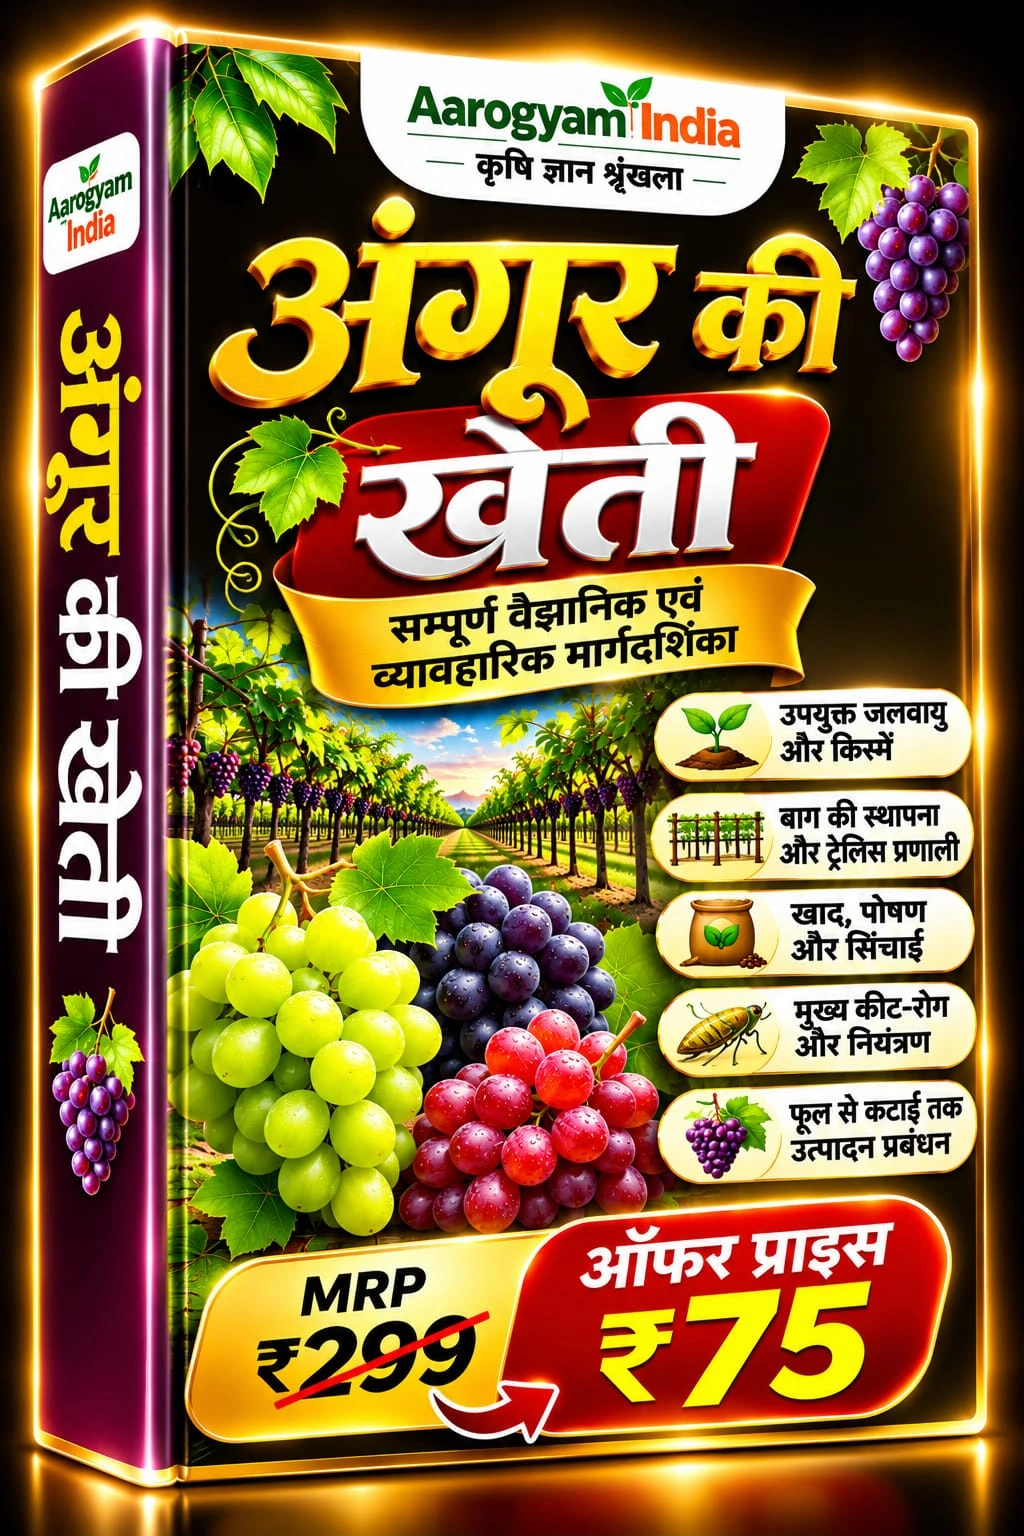 Aarogyam India
कृषि ज्ञान श्रृंखला
अंगूर की
खेती
सम्पूर्ण वैज्ञानिक एवं
व्यावहारिक मार्गदर्शिका
उपयुक्त जलवायु
और किस्में
बाग की स्थापना
और ट्रेलिस प्रणाली
खाद, पोषण
और सिंचाई
मुख्य कीट-रोग
और नियंत्रण
फूल से कटाई तक
उत्पादन प्रबंधन
MRP
₹299
ऑफर प्राइस
₹75
Aarogyam
India
अंगूर की खेती